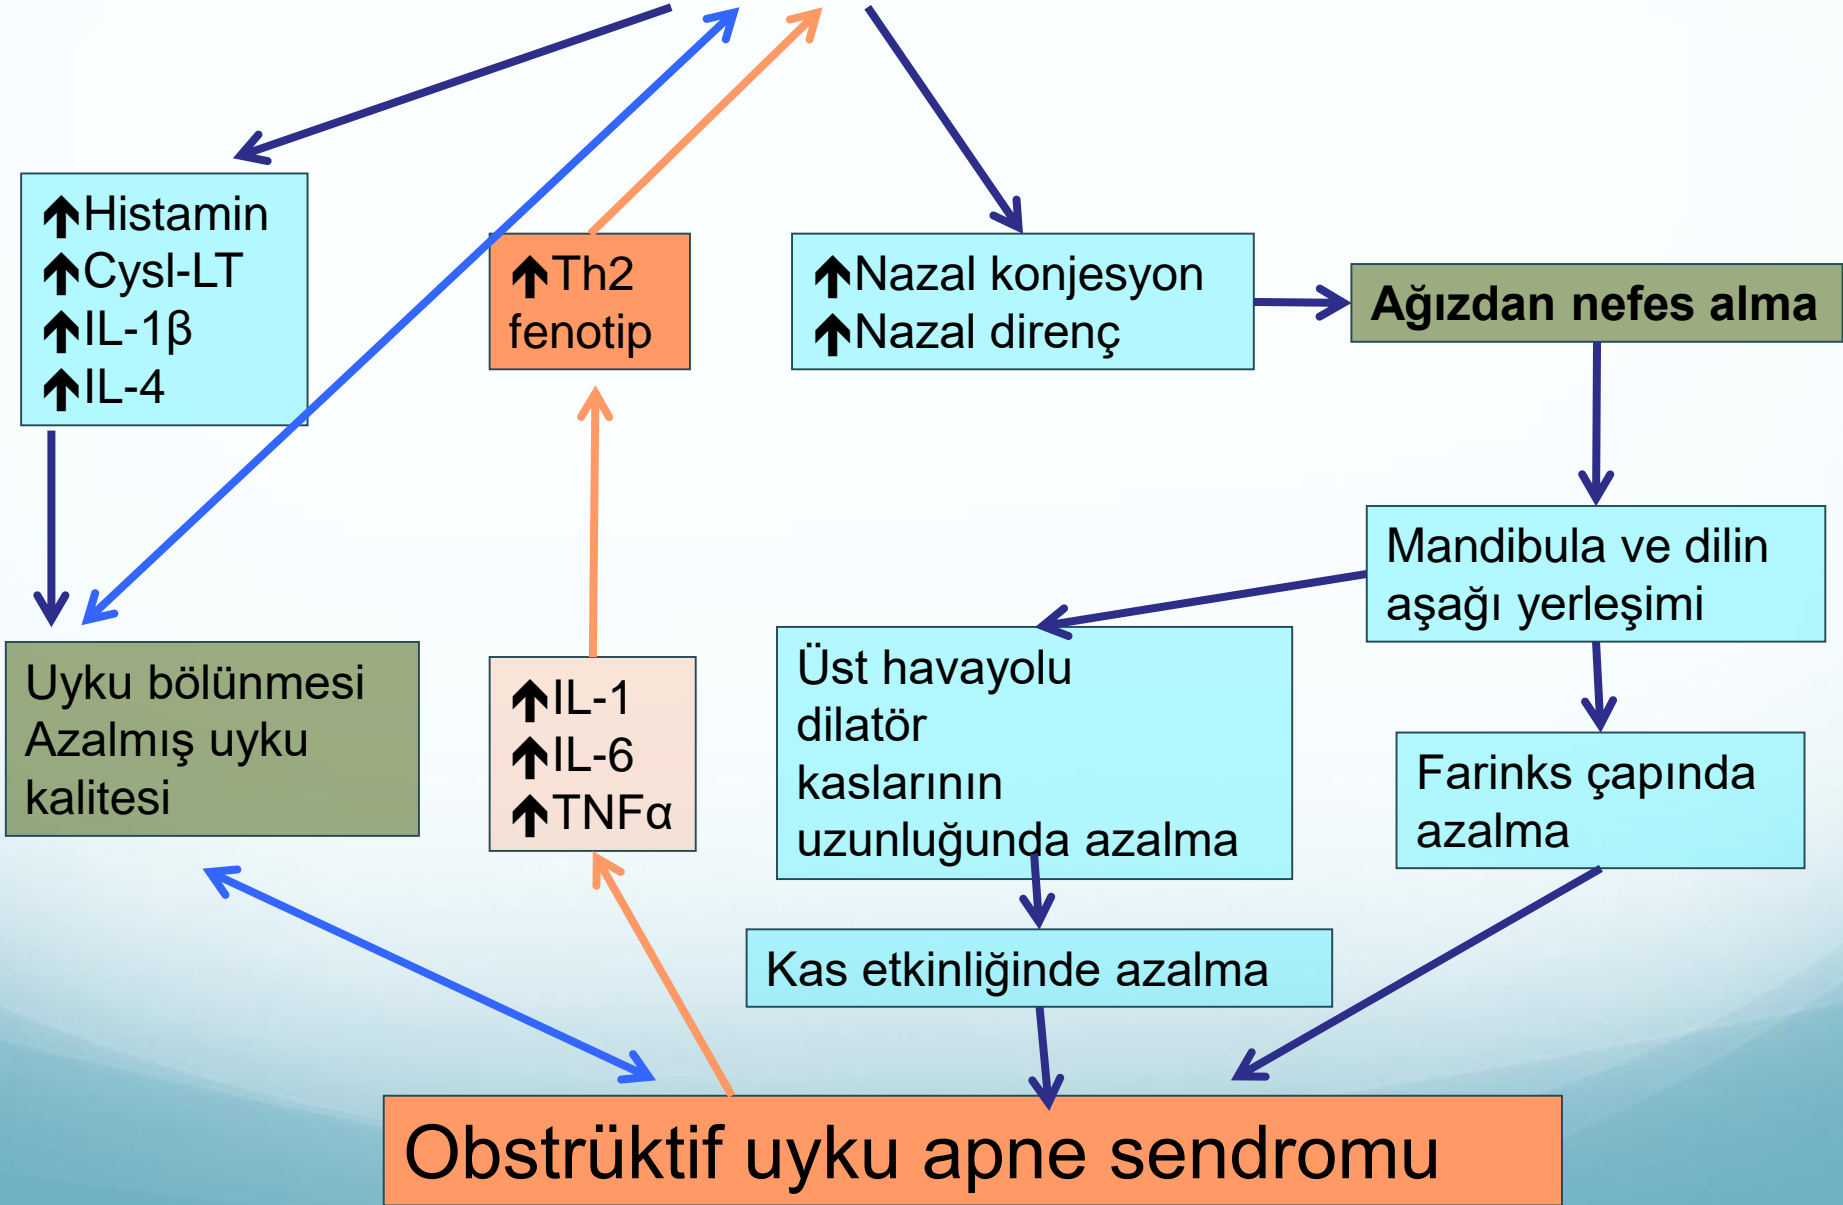 🡹Histamin
🡹Cysl-LT
🡹IL-1β
🡹IL-4
🡹Th2
fenotip
🡹Nazal konjesyon
🡹Nazal direnç
Ağızdan nefes alma
Mandibula ve dilin
aşağı yerleşimi
Uyku bölünmesi
Azalmış uyku
kalitesi
🡹IL-1
🡹IL-6
🡹TNFα
Üst havayolu
dilatör
kaslarının
uzunluğunda azalma
Farinks çapında
azalma
Kas etkinliğinde azalma
Obstrüktif uyku apne sendromu